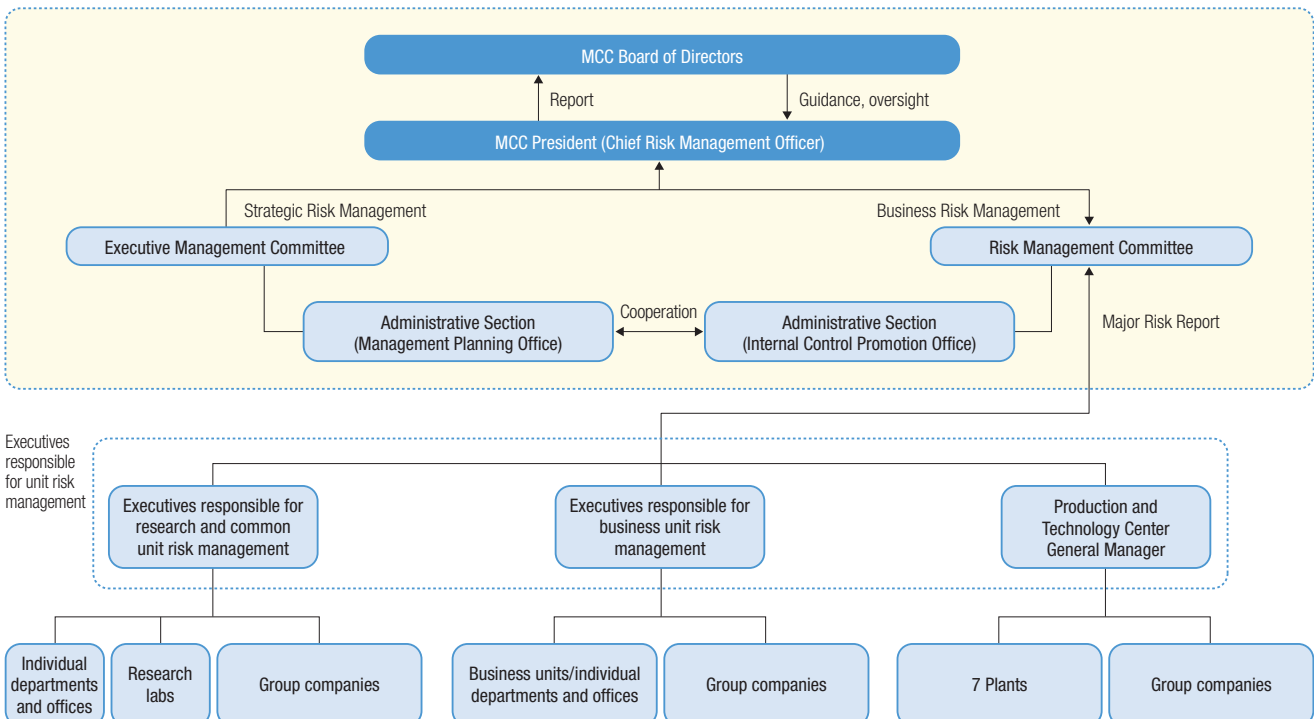 MCC Board of Directors
Report
Guidance, oversight
MCC President (Chief Risk Management Officer)
Strategic Risk Management
Business Risk Management
Executive Management Committee
Risk Management Committee
Administrative Section
(Management Planning Office)
Cooperation
Administrative Section
(Internal Control Promotion Office)
Major Risk Report
Executives
responsible
for unit risk
management
Executives responsible for
research and common
unit risk management
Executives responsible for
business unit risk
management
Production and
Technology Center
General Manager
Individual
departments
and offices
Research
labs
Group companies
Business units/individual
departments and offices
Group companies
7 Plants
Group companies